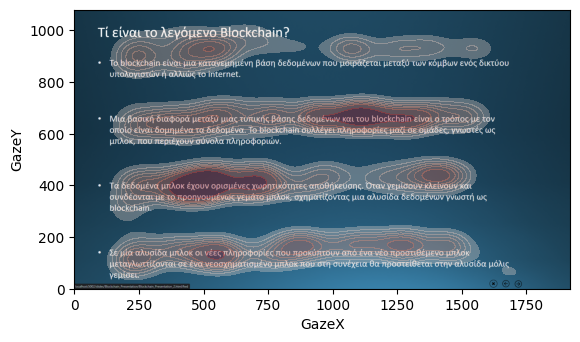 Τί είναι το λεγόμενο Blockchain?
• Το blockchain είναι μια κατανεμημένη βάση δεδομένων που μοιράζεται μεταξύ των κόμβων ενός δικτύου
υπολογιστών ή αλλιώς το Internet.
• Μια βασική διαφορά μεταξύ μιας τυπικής βάσης δεδομένων και του blockchain είναι ο τρόπος με τον
οποίο είναι δομημένα τα δεδομένα. Το blockchain συλλέγει πληροφορίες μαζί σε ομάδες, γνωστές ως
μπλοκ, που περιέχουν σύνολα πληροφοριών.
• Τα δεδομένα μπλοκ έχουν ορισμένες χωρητικότητες αποθήκευσης. Όταν γεμίσουν κλείνουν και
συνδέονται με το προηγουμένως γεμάτο μπλοκ, σχηματίζοντας μια αλυσίδα δεδομένων γνωστή ως
blockchain.
• Σε μία αλυσίδα μπλοκ οι νέες πληροφορίες που προκύπτουν από ένα νέο προστιθέμενο μπλοκ
μεταγλωττίζονται σε ένα νεοσχηματισμένο μπλοκ που στη συνέχεια θα προστίθεται στην αλυσίδα μόλις
γεμίσει.
GazeY
1000
800
600
400
200
0
0 250 500 750 1000 1250 1500 1750
GazeX